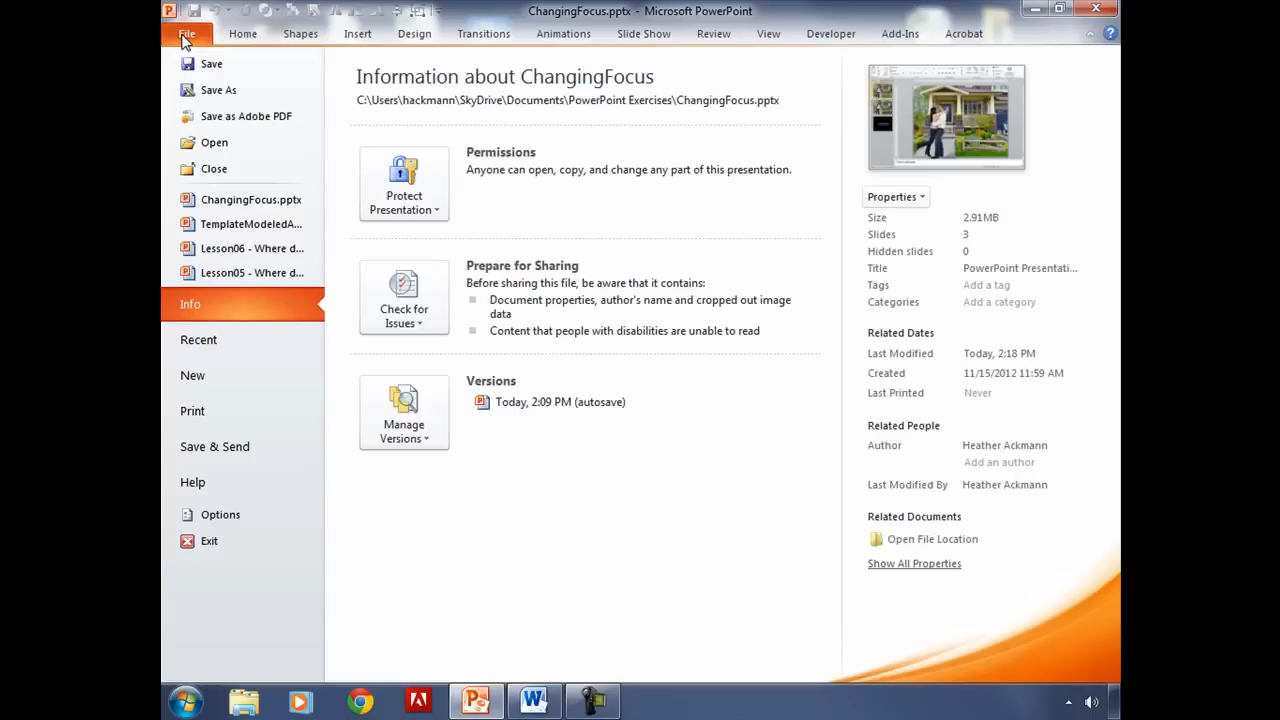 ChangingFocus.pptx - Microsoft PowerPoint
File Home Shapes Insert Design Transitions Animations Slide Show Review View Developer Add-Ins Acrobat
Save
Save As
Save as Adobe PDF
Open
Close
ChangingFocus.pptx
TemplateModeledA...
Lesson06 - Where d...
Lesson05 - Where d...
Info
Recent
New
Print
Save & Send
Help
Options
Exit
Information about ChangingFocus
C:\Users\hackmann\SkyDrive\Documents\PowerPoint Exercises\ChangingFocus.pptx
Protect
Presentation
Permissions
Anyone can open, copy, and change any part of this presentation.
Check for
Issues
Prepare for Sharing
Before sharing this file, be aware that it contains:
Document properties, author's name and cropped out image
data
Content that people with disabilities are unable to read
Manage
Versions
Versions
Today, 2:09 PM (autosave)
Properties
Size 2.91MB
Slides 3
Hidden slides 0
Title PowerPoint Presentati...
Tags Add a tag
Categories Add a category
Related Dates
Last Modified Today, 2:18 PM
Created 11/15/2012 11:59 AM
Last Printed Never
Related People
Author Heather Ackmann
Add an author
Last Modified By Heather Ackmann
Related Documents
Open File Location
Show All Properties